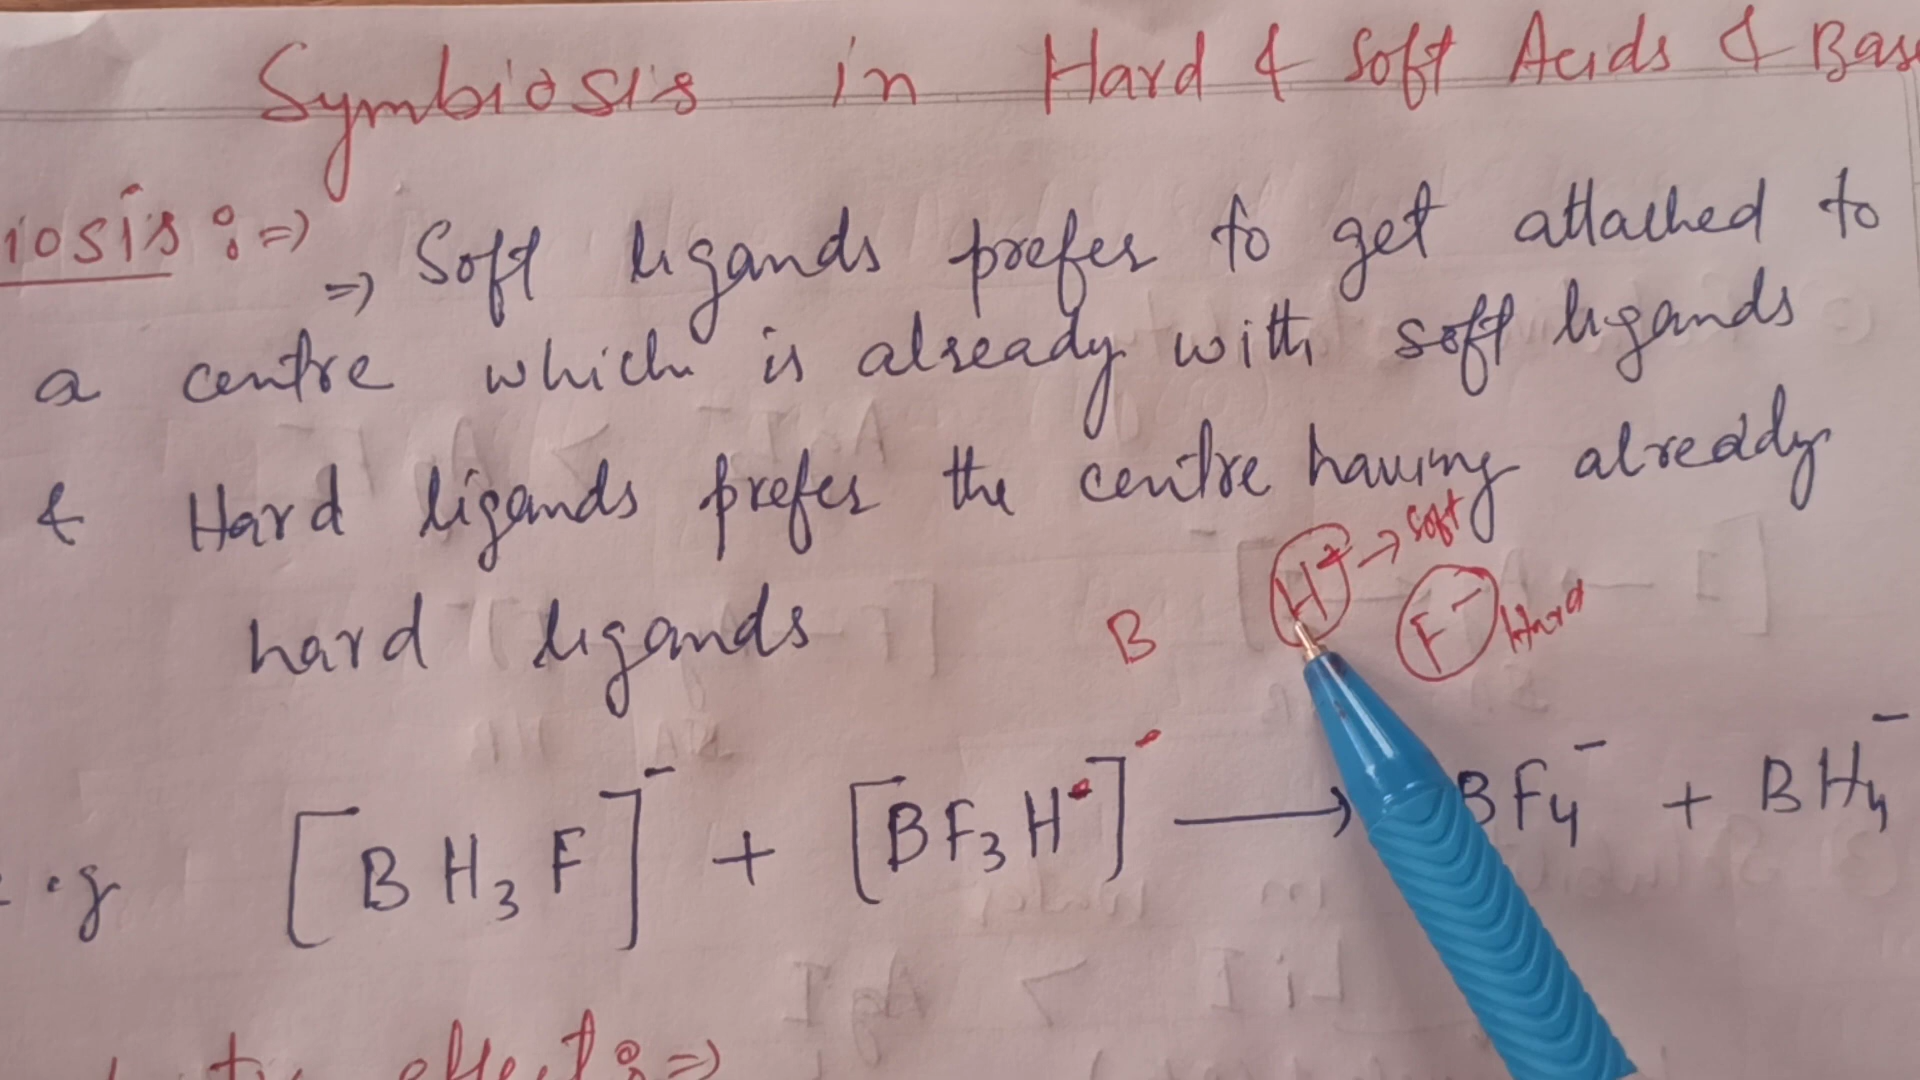 Symbiosis in Hard & Soft Acids & Bas
iosis :⇒
⇒ Soft ligands prefer to get attached to
a centre which is already with soft ligands
& Hard ligands prefer the centre having already
hard ligands
B H⁺ → Soft F⁻ Hard
e.g [BH₃F]⁻ + [BF₃H]⁻ ⟶ BF₄⁻ + BH₄⁻
effect :⇒